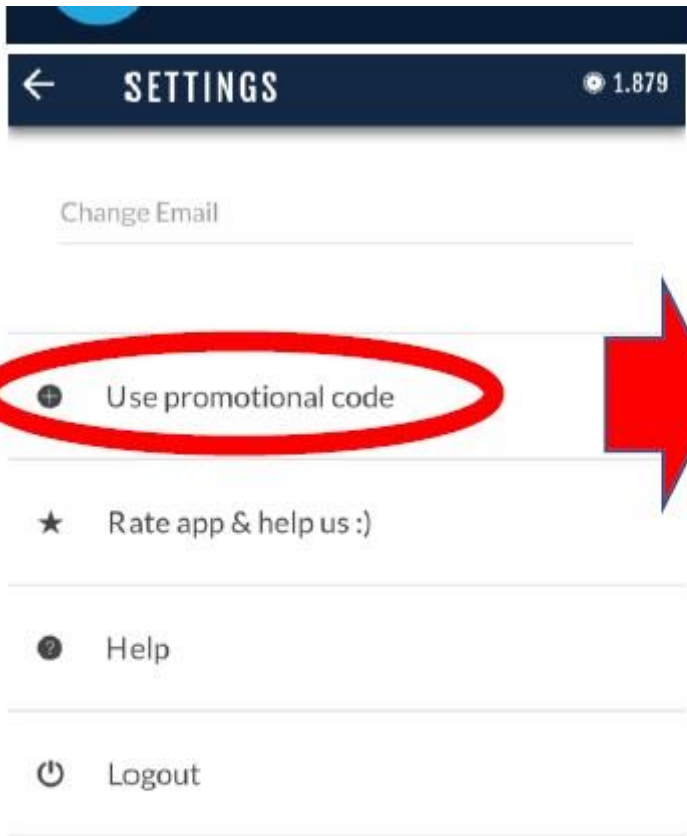 SETTINGS 1.879
Change Email
Use promotional code
Rate app & help us :)
Help
Logout